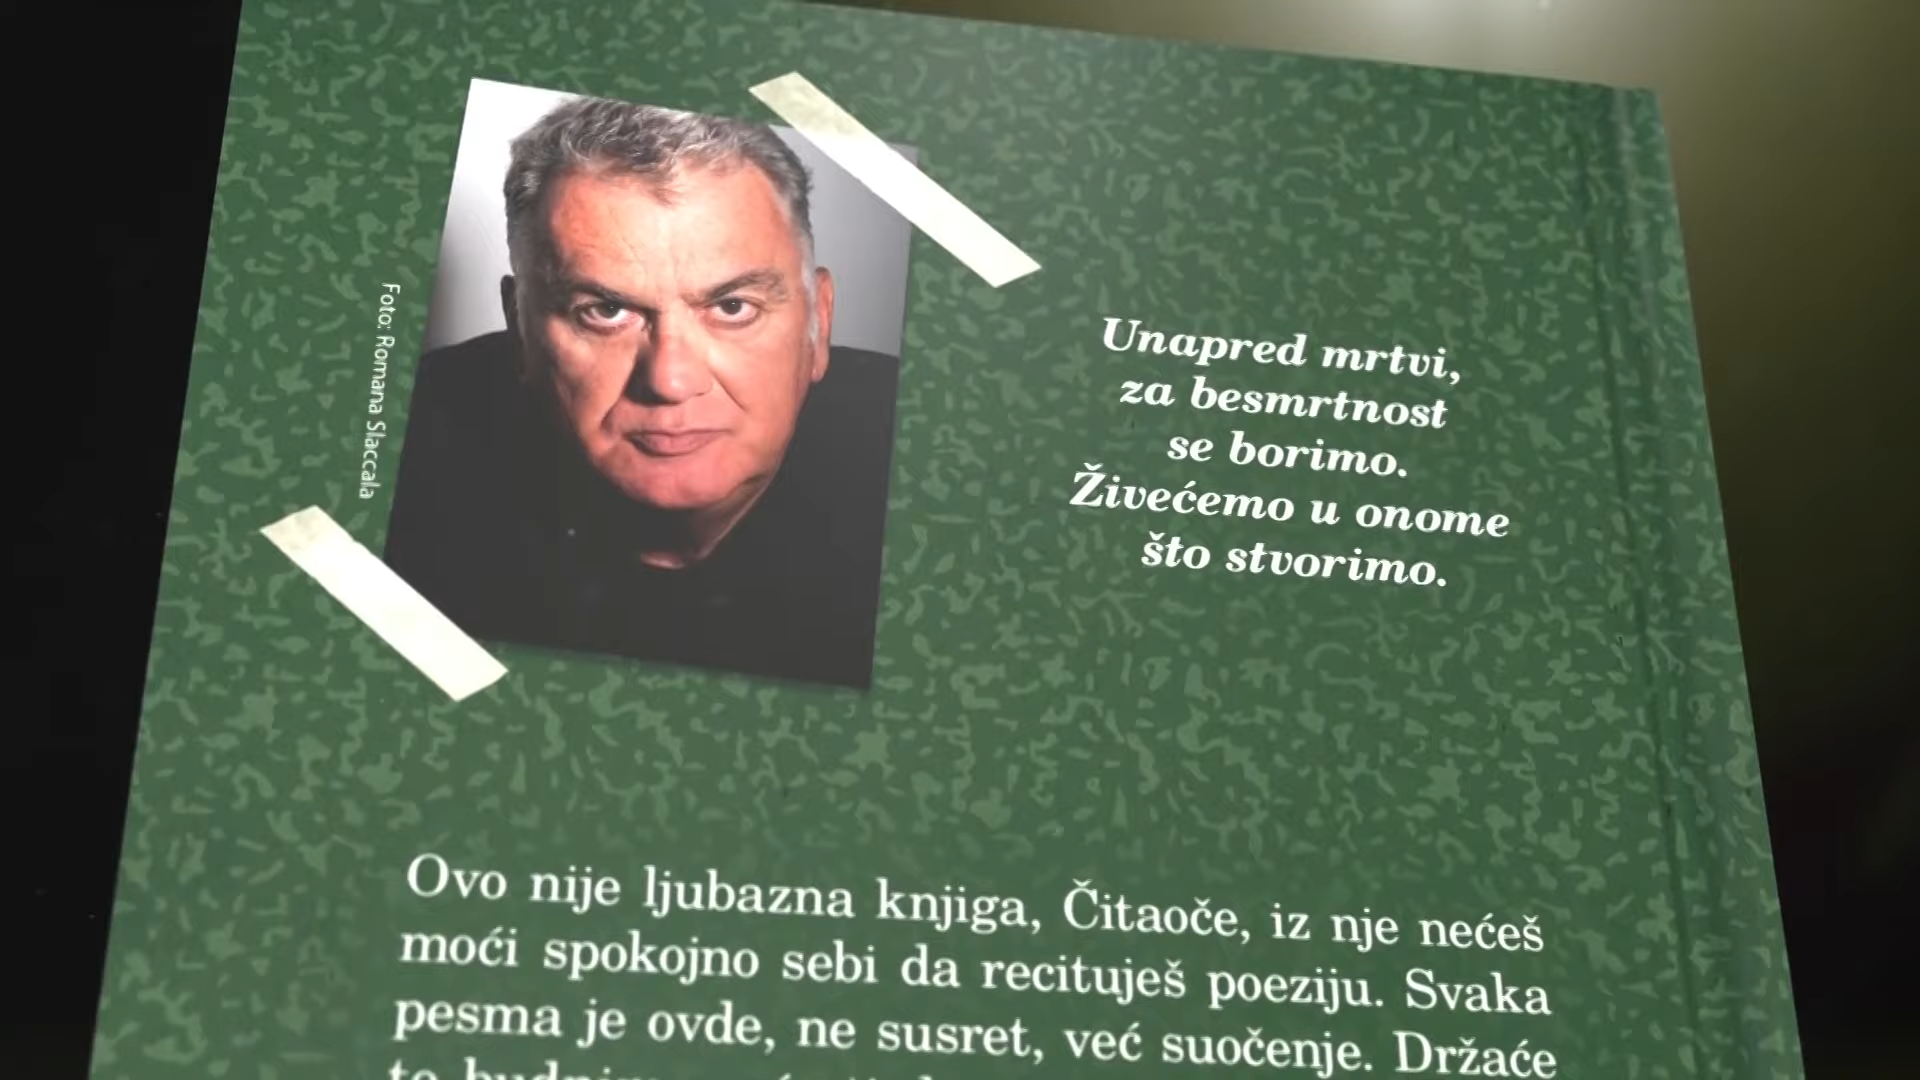 Foto: Romana Slaccala
Unapred mrtvi,
za besmrtnost
se borimo.
Živećemo u onome
što stvorimo.
Ovo nije ljubazna knjiga, Čitaoče, iz nje nećeš
moći spokojno sebi da recituješ poeziju. Svaka
pesma je ovde, ne susret, već suočenje. Držaće
te